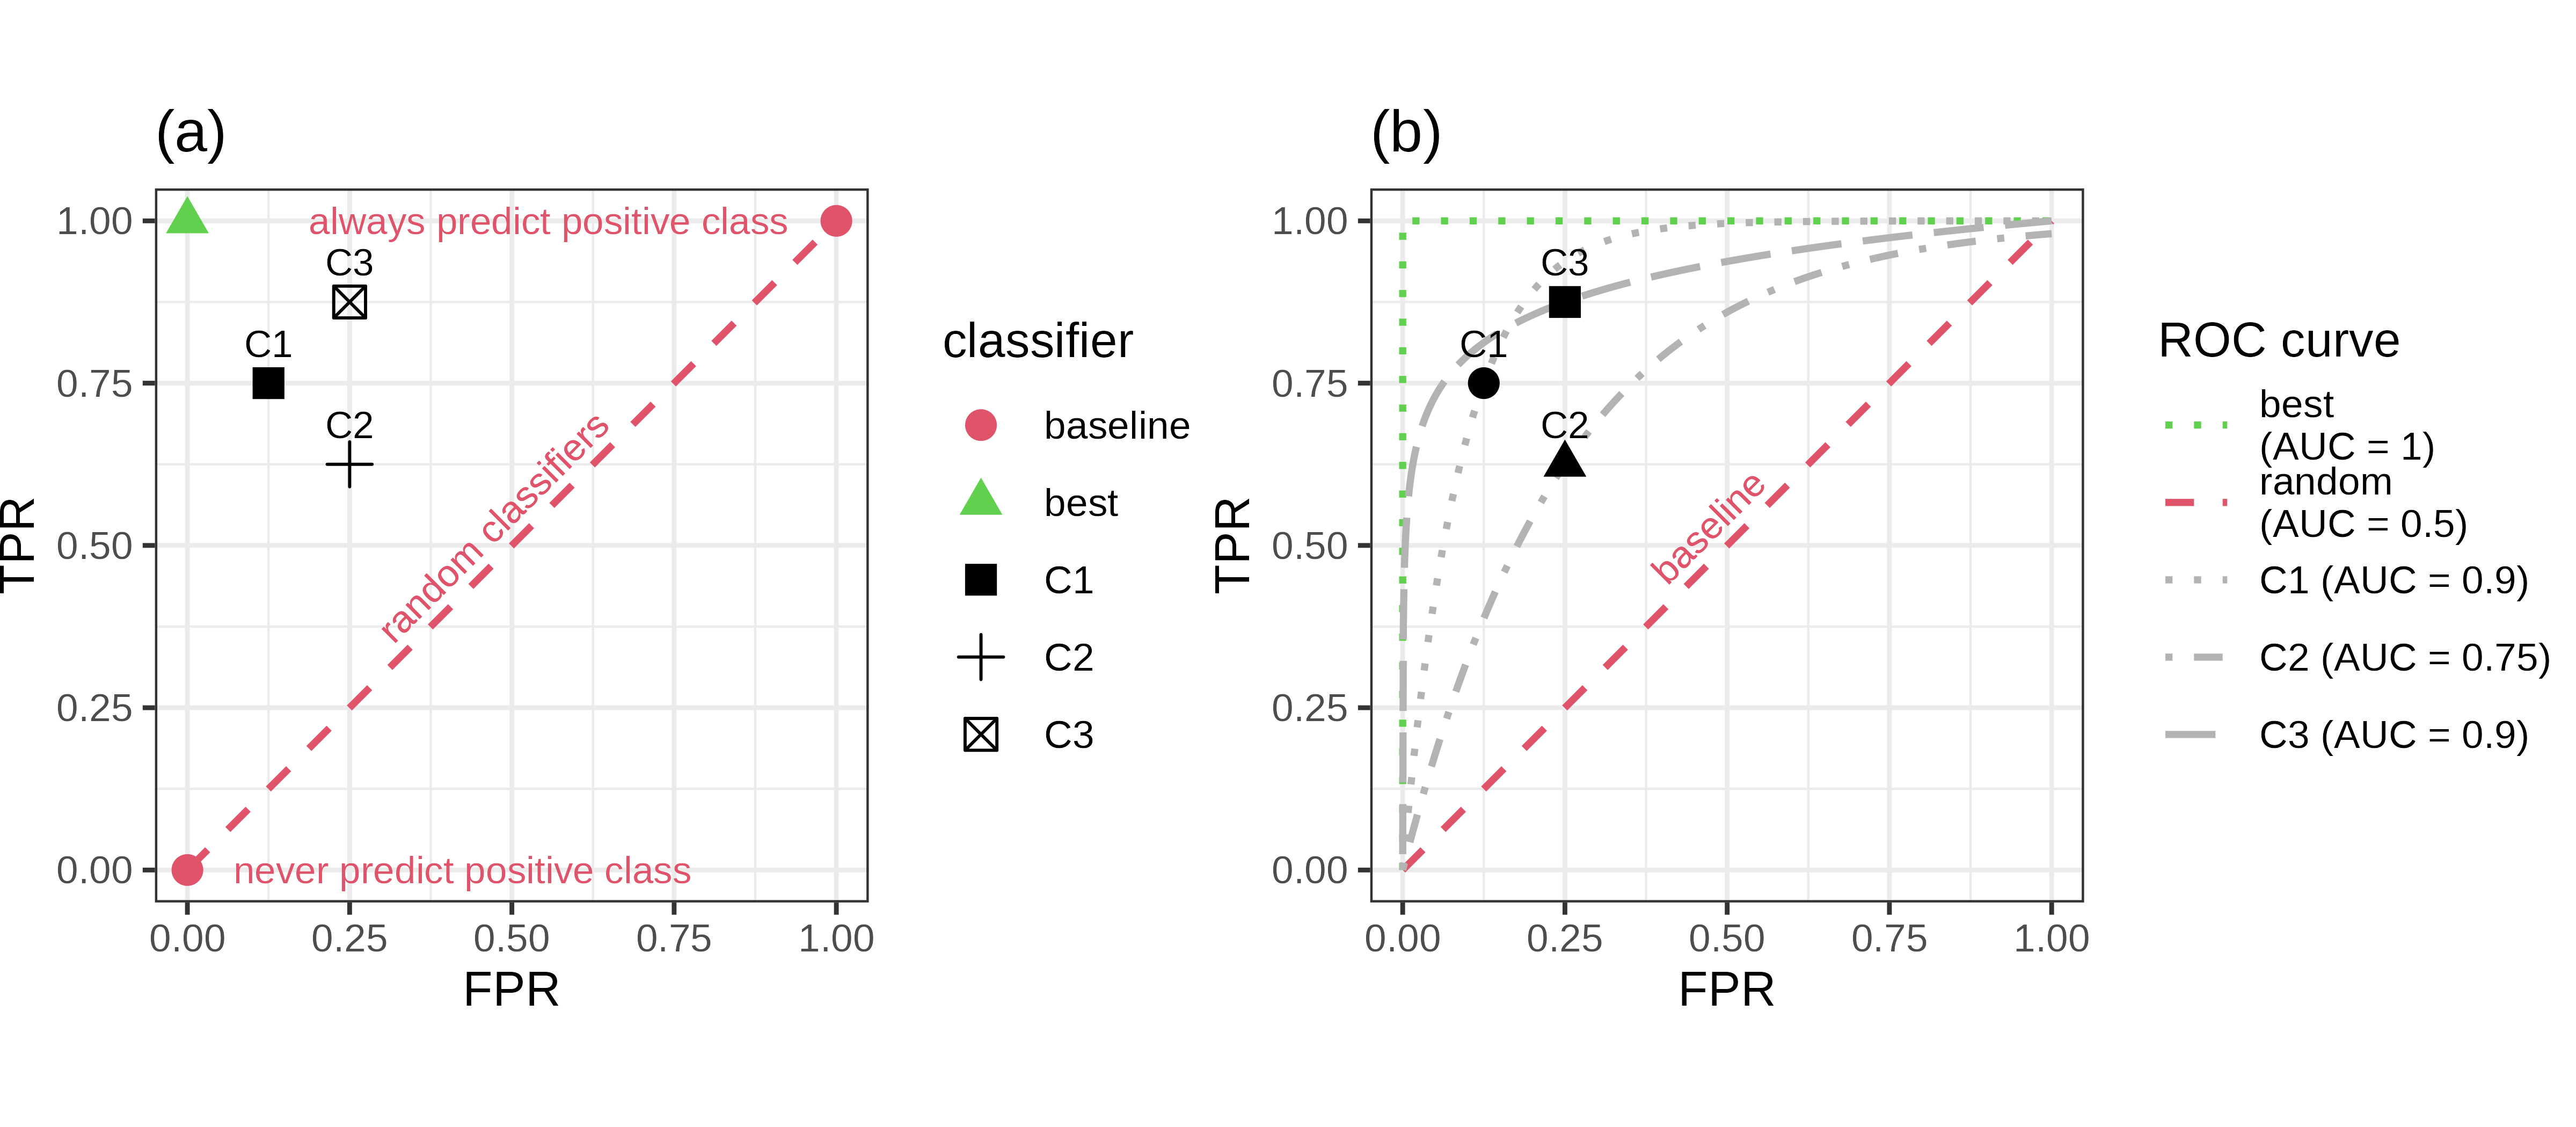 (a)
1.00
0.75
0.50
0.25
0.00
TPR
always predict positive class
C3
C1
C2
random classifiers
never predict positive class
0.00 0.25 0.50 0.75 1.00
FPR
classifier
baseline
best
C1
C2
C3
(b)
1.00
0.75
0.50
0.25
0.00
TPR
C3
C1
C2
baseline
0.00 0.25 0.50 0.75 1.00
FPR
ROC curve
best
(AUC = 1)
random
(AUC = 0.5)
C1 (AUC = 0.9)
C2 (AUC = 0.75)
C3 (AUC = 0.9)